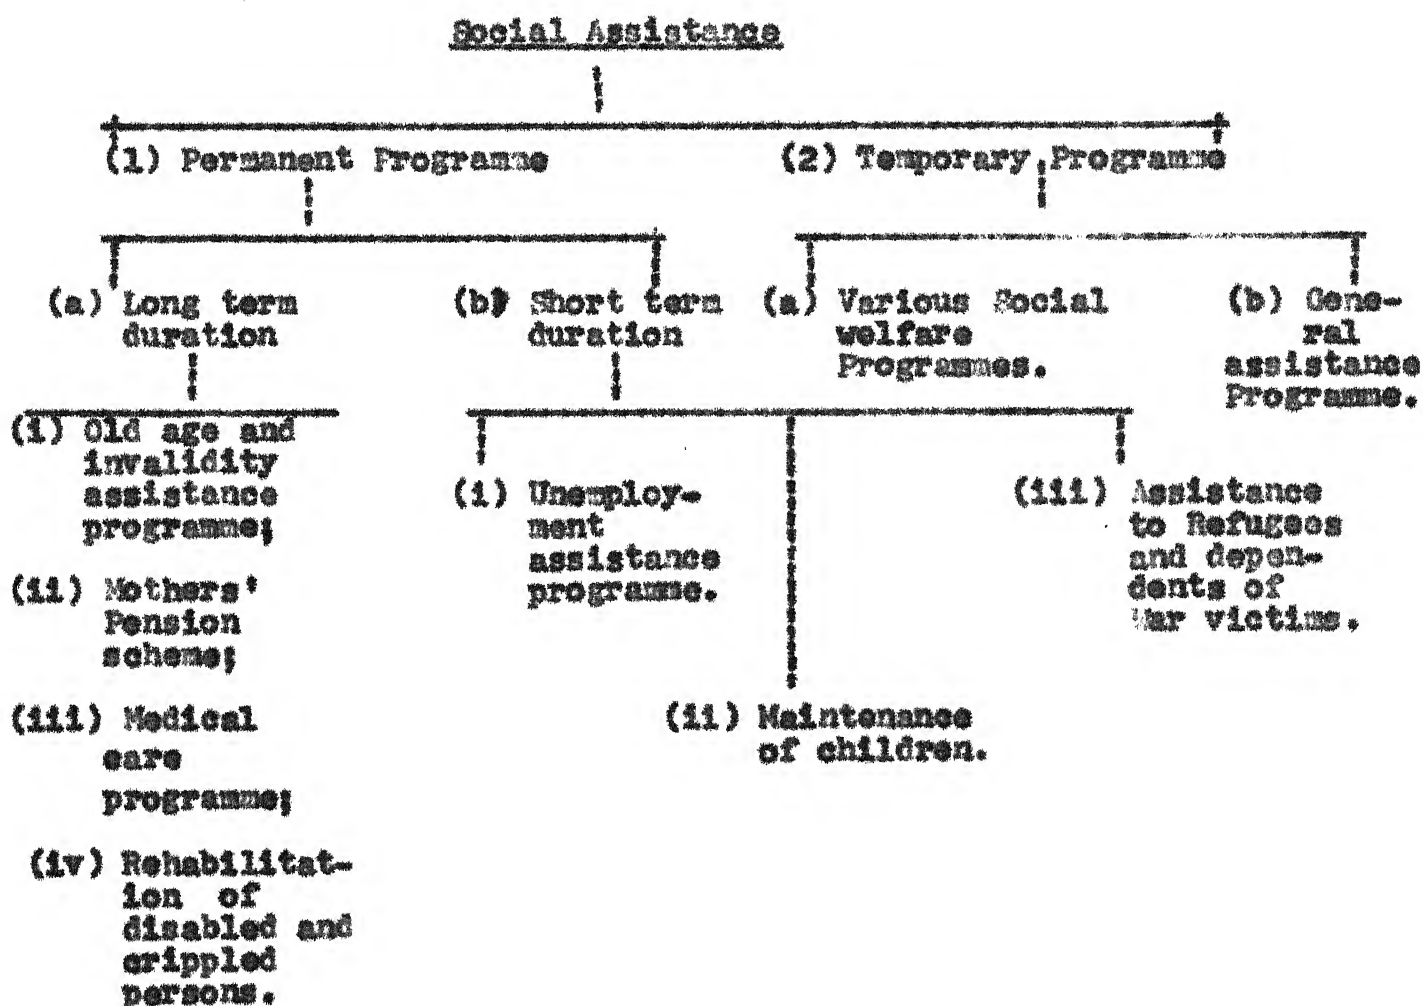 Social Assistance
(1) Permanent Programme
(2) Temporary Programme
(a) Long term
duration
(b) Short term
duration
(a) Various Social
welfare
Programmes.
(b) Gene-
ral
assistance
Programme.
(i) Old age and
invalidity
assistance
programme;
(ii) Mothers'
Pension
scheme;
(iii) Medical
care
programme;
(iv) Rehabilitat-
ion of
disabled and
crippled
persons.
(i) Unemploy-
ment
assistance
programme.
(ii) Maintenance
of children.
(iii) Assistance
to Refugees
and depen-
dents of
War victims.